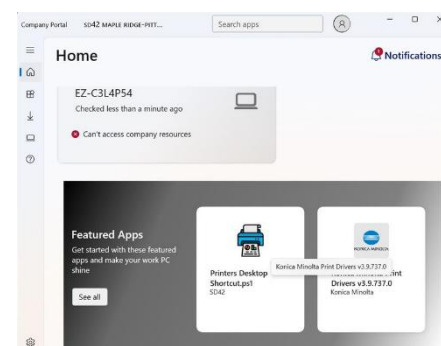 Company Portal SD42 MAPLE RIDGE-PITT... Search apps
Home
Notifications
EZ-C3L4P54
Checked less than a minute ago
Can't access company resources
Featured Apps
Get started with these featured
apps and make your work PC
shine
See all
Printers Desktop
Shortcut.ps1
SD42
KONICA MINOLTA
Konica Minolta Print Drivers v3.9.737.0
Drivers v3.9.737.0
Konica Minolta